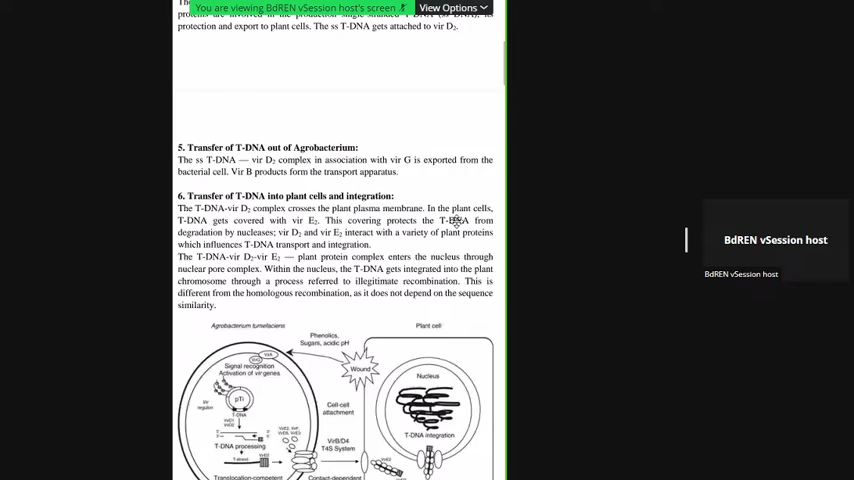 You are viewing BdREN vSession host's screen
View Options
proteins are involved in the production single stranded T-DNA (ss DNA), its
protection and export to plant cells. The ss T-DNA gets attached to vir D2.
5. Transfer of T-DNA out of Agrobacterium:
The ss T-DNA — vir D2 complex in association with vir G is exported from the
bacterial cell. Vir B products form the transport apparatus.
6. Transfer of T-DNA into plant cells and integration:
The T-DNA-vir D2 complex crosses the plant plasma membrane. In the plant cells,
T-DNA gets covered with vir E2. This covering protects the T-DNA from
degradation by nucleases; vir D2 and vir E2 interact with a variety of plant proteins
which influences T-DNA transport and integration.
The T-DNA-vir D2-vir E2 — plant protein complex enters the nucleus through
nuclear pore complex. Within the nucleus, the T-DNA gets integrated into the plant
chromosome through a process referred to illegitimate recombination. This is
different from the homologous recombination, as it does not depend on the sequence
similarity.
Agrobacterium tumefaciens
Plant cell
Phenolics,
Sugars, acidic pH
Signal recognition
Activation of vir genes
Wound
Nucleus
pTi
T-DNA
Cell-cell
attachment
T-DNA integration
VirB/D4
T4S System
T-DNA processing
T-strand
Translocation-competent
Contact-dependent
BdREN vSession host
BdREN vSession host